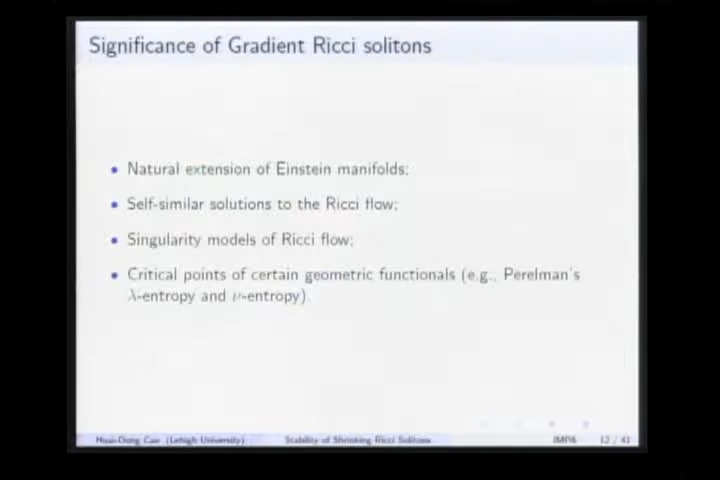 Significance of Gradient Ricci solitons
• Natural extension of Einstein manifolds;
• Self-similar solutions to the Ricci flow;
• Singularity models of Ricci flow;
• Critical points of certain geometric functionals (e.g., Perelman's
λ-entropy and ν-entropy).
Huai-Dong Cao (Lehigh University) Stability of Shrinking Ricci Solitons IMPA 12 / 41